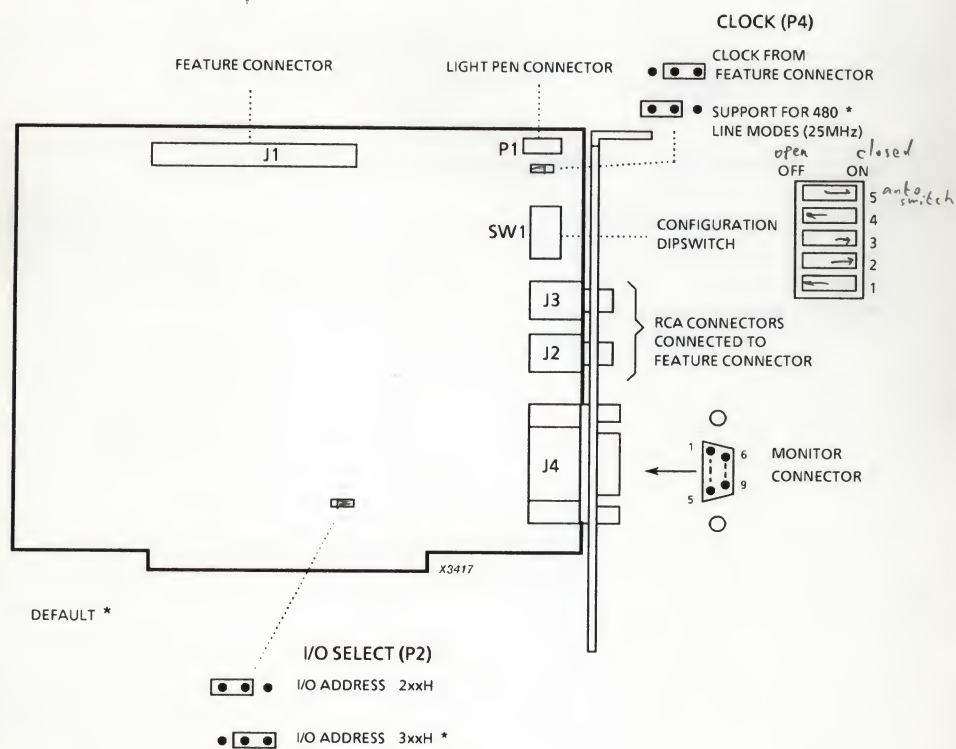 CLOCK (P4)
FEATURE CONNECTOR
LIGHT PEN CONNECTOR
CLOCK FROM
FEATURE CONNECTOR
SUPPORT FOR 480 *
LINE MODES (25MHz)
open closed
OFF ON
J1
P1
5 auto
switch
4
3
2
1
SW1
CONFIGURATION
DIPSWITCH
J3
J2
RCA CONNECTORS
CONNECTED TO
FEATURE CONNECTOR
J4
1
6
5
9
MONITOR
CONNECTOR
X3417
DEFAULT *
I/O SELECT (P2)
I/O ADDRESS 2xxH
I/O ADDRESS 3xxH *